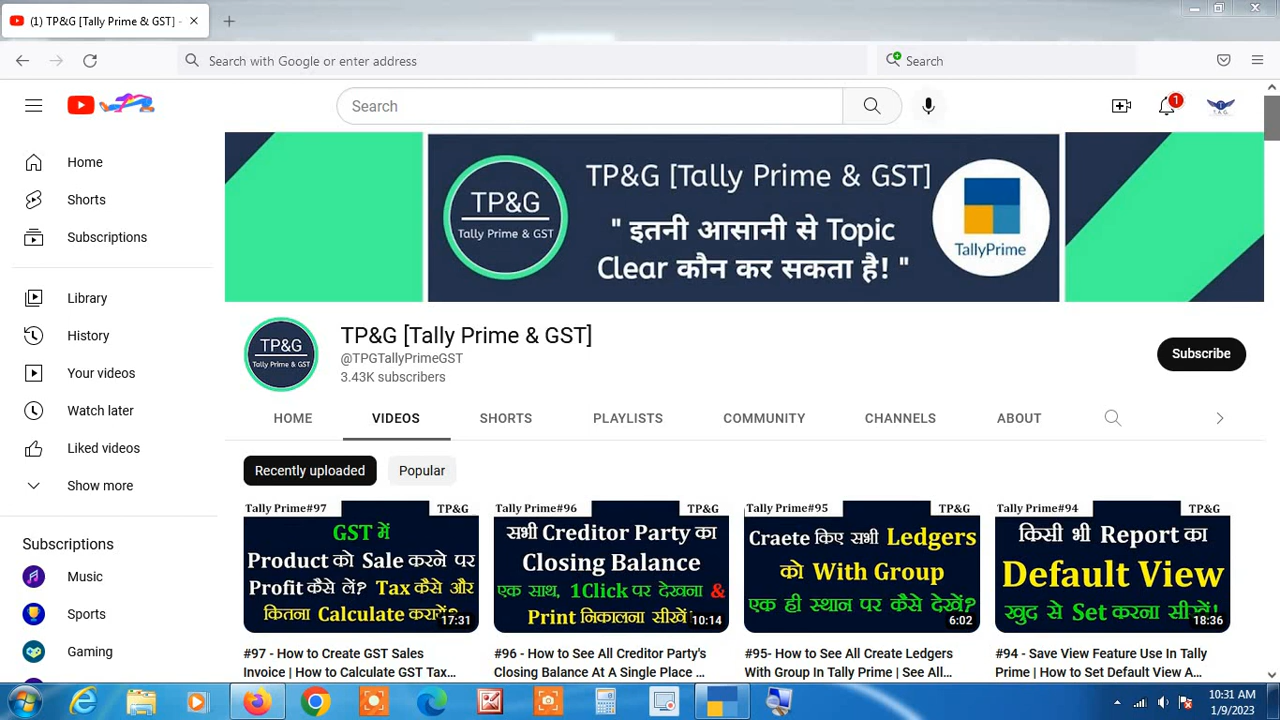 (1) TP&G [Tally Prime & GST] -
Search with Google or enter address
Search
Search
1
Home
Shorts
Subscriptions
Library
History
Your videos
Watch later
Liked videos
Show more
Subscriptions
Music
Sports
Gaming
TP&G
Tally Prime & GST
TP&G [Tally Prime & GST]
" इतनी आसानी से Topic
Clear कौन कर सकता है! "
TallyPrime
TP&G
Tally Prime & GST
TP&G [Tally Prime & GST]
@TPGTallyPrimeGST
3.43K subscribers
Subscribe
HOME VIDEOS SHORTS PLAYLISTS COMMUNITY CHANNELS ABOUT
Recently uploaded Popular
Tally Prime#97 TP&G
GST में
Product को Sale करने पर
Profit कैसे लें? Tax कैसे और
कितना Calculate करायें?
17:31
#97 - How to Create GST Sales
Invoice | How to Calculate GST Tax...
Tally Prime#96 TP&G
सभी Creditor Party का
Closing Balance
एक साथ, 1Click पर देखना &
Print निकालना सीखें
10:14
#96 - How to See All Creditor Party's
Closing Balance At A Single Place ...
Tally Prime#95 TP&G
Craete किए सभी Ledgers
को With Group
एक ही स्थान पर कैसे देखें?
6:02
#95- How to See All Create Ledgers
With Group In Tally Prime | See All...
Tally Prime#94 TP&G
किसी भी Report का
Default View
खुद से Set करना सीखें!
18:36
#94 - Save View Feature Use In Tally
Prime | How to Set Default View A...
10:31 AM
1/9/2023